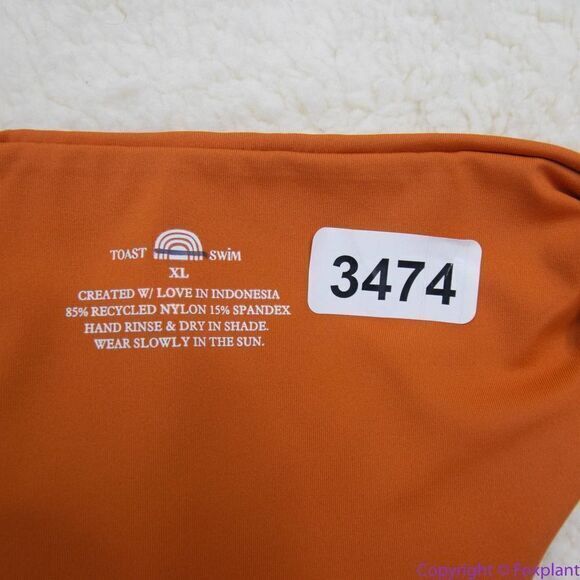 TOAST SWiM
XL
CREATED W/ LOVE IN INDONESIA
85% RECYCLED NYLON 15% SPANDEX
HAND RINSE & DRY IN SHADE.
WEAR SLOWLY IN THE SUN.
3474
Copyright © Fexplant